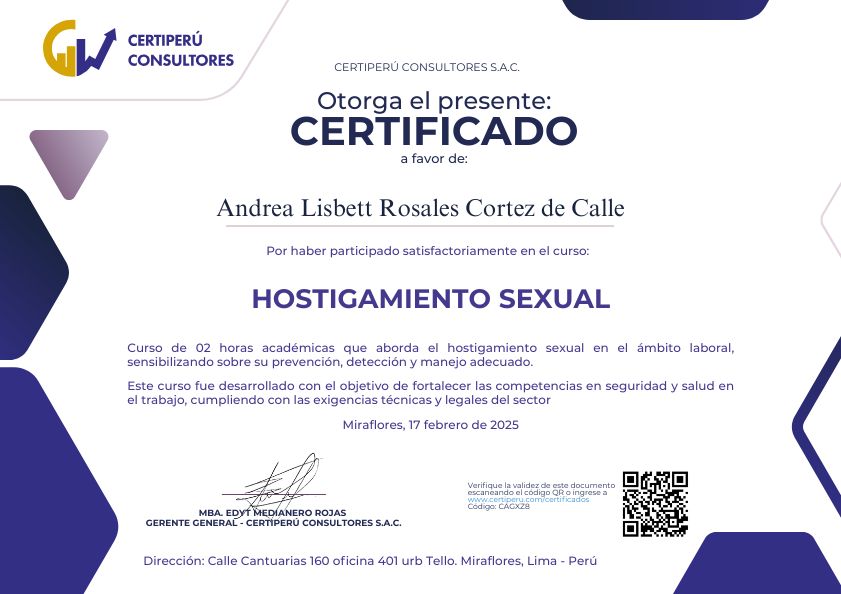 CERTIPERÚ
CONSULTORES
CERTIPERÚ CONSULTORES S.A.C.
Otorga el presente:
CERTIFICADO
a favor de:
Andrea Lisbett Rosales Cortez de Calle
Por haber participado satisfactoriamente en el curso:
HOSTIGAMIENTO SEXUAL
Curso de 02 horas académicas que aborda el hostigamiento sexual en el ámbito laboral,
sensibilizando sobre su prevención, detección y manejo adecuado.
Este curso fue desarrollado con el objetivo de fortalecer las competencias en seguridad y salud en
el trabajo, cumpliendo con las exigencias técnicas y legales del sector
Miraflores, 17 febrero de 2025
MBA. EDYT MEDIANERO ROJAS
GERENTE GENERAL - CERTIPERÚ CONSULTORES S.A.C.
Verifique la validez de este documento
escaneando el código QR o ingrese a
www.certiperu.com/certificados
Código: CAGXZ8
Dirección: Calle Cantuarias 160 oficina 401 urb Tello. Miraflores, Lima - Perú